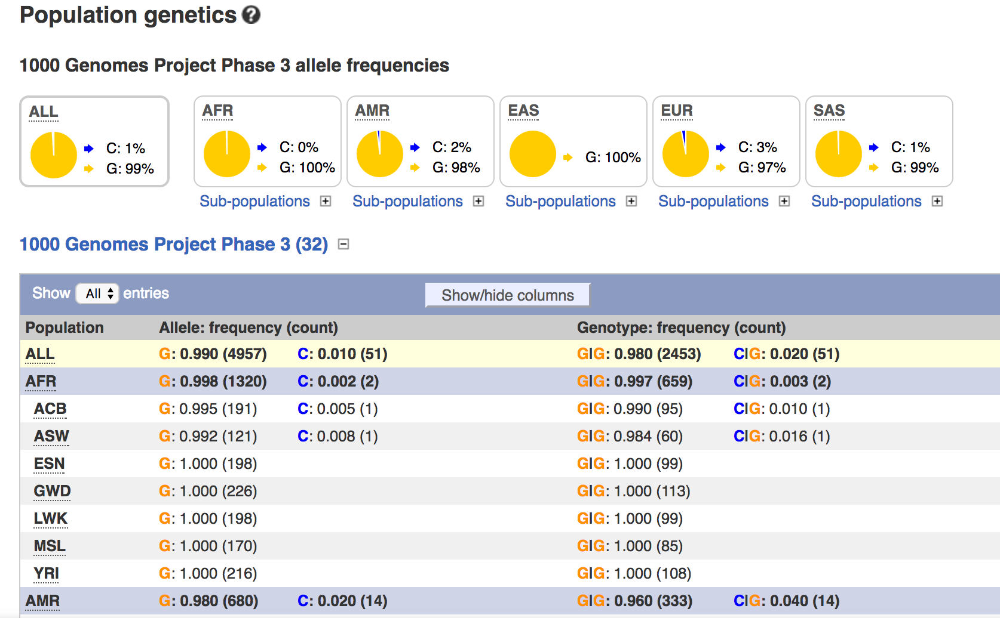 Population genetics ?
1000 Genomes Project Phase 3 allele frequencies
ALL
C: 1%
G: 99%
AFR
C: 0%
G: 100%
AMR
C: 2%
G: 98%
EAS
G: 100%
EUR
C: 3%
G: 97%
SAS
C: 1%
G: 99%
Sub-populations Sub-populations Sub-populations Sub-populations Sub-populations
1000 Genomes Project Phase 3 (32)
Show All entries Show/hide columns
Population Allele: frequency (count) Genotype: frequency (count)
ALL G: 0.990 (4957) C: 0.010 (51) G|G: 0.980 (2453) C|G: 0.020 (51)
AFR G: 0.998 (1320) C: 0.002 (2) G|G: 0.997 (659) C|G: 0.003 (2)
ACB G: 0.995 (191) C: 0.005 (1) G|G: 0.990 (95) C|G: 0.010 (1)
ASW G: 0.992 (121) C: 0.008 (1) G|G: 0.984 (60) C|G: 0.016 (1)
ESN G: 1.000 (198) G|G: 1.000 (99)
GWD G: 1.000 (226) G|G: 1.000 (113)
LWK G: 1.000 (198) G|G: 1.000 (99)
MSL G: 1.000 (170) G|G: 1.000 (85)
YRI G: 1.000 (216) G|G: 1.000 (108)
AMR G: 0.980 (680) C: 0.020 (14) G|G: 0.960 (333) C|G: 0.040 (14)